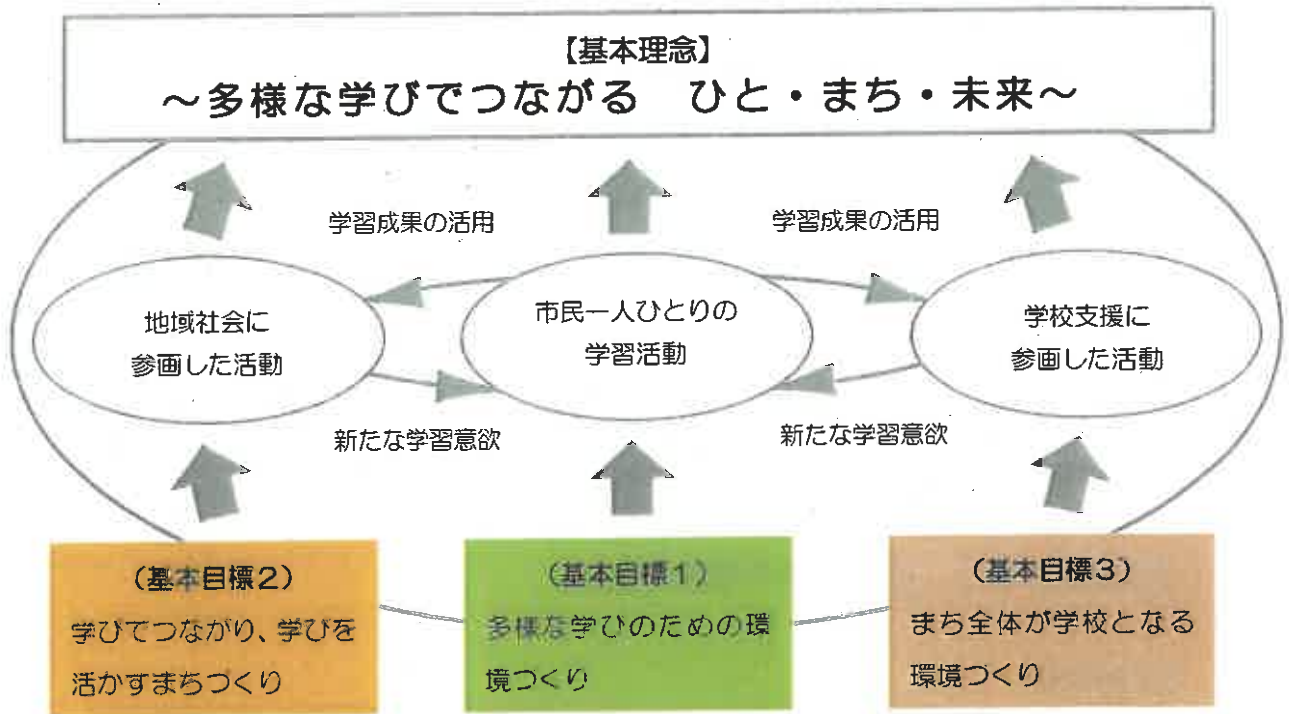 【基本理念】
～多様な学びでつながる　ひと・まち・未来～
学習成果の活用
学習成果の活用
地域社会に
参画した活動
市民一人ひとりの
学習活動
学校支援に
参画した活動
新たな学習意欲
新たな学習意欲
（基本目標2）
学びでつながり、学びを
活かすまちづくり
（基本目標1）
多様な学びのための環
境づくり
（基本目標3）
まち全体が学校となる
環境づくり